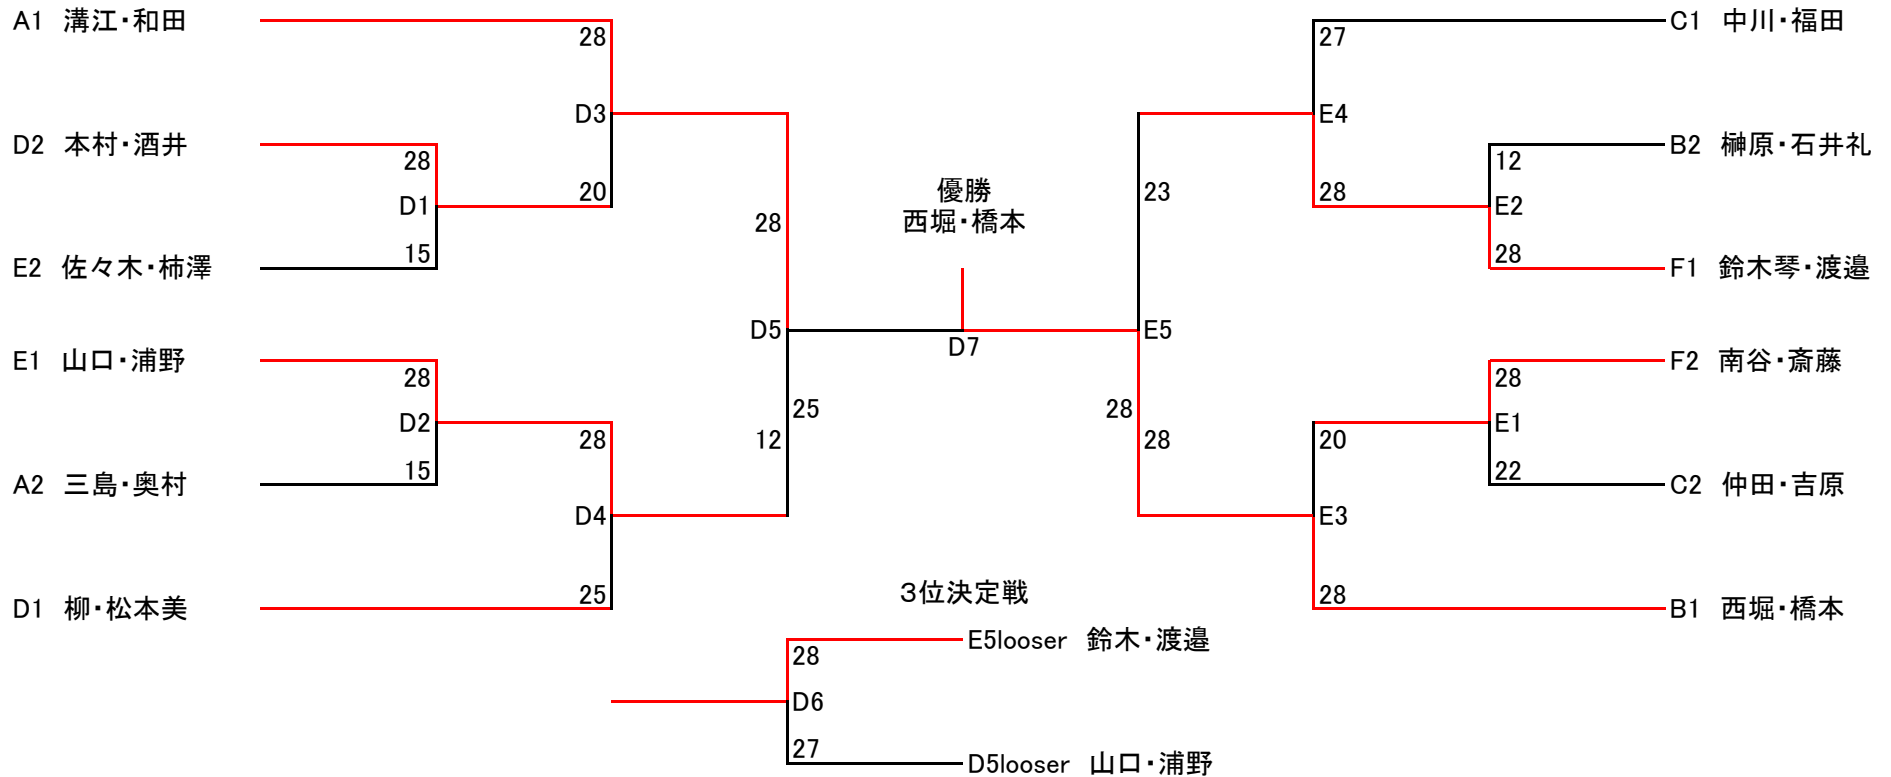 A1 溝江・和田
28
D3
D2 本村・酒井
28
D1
20
15
E2 佐々木・柿澤
28
E1 山口・浦野
28
D2
28
15
A2 三島・奥村
D4
25
D1 柳・松本美
D5
25
12
優勝
西堀・橋本
D7
C1 中川・福田
27
E4
B2 榊原・石井礼
12
23
28
E2
28
F1 鈴木琴・渡邉
E5
F2 南谷・斎藤
28
28
28
20
E1
22
C2 仲田・吉原
E3
28
B1 西堀・橋本
3位決定戦
E5looser 鈴木・渡邉
28
D6
27
D5looser 山口・浦野